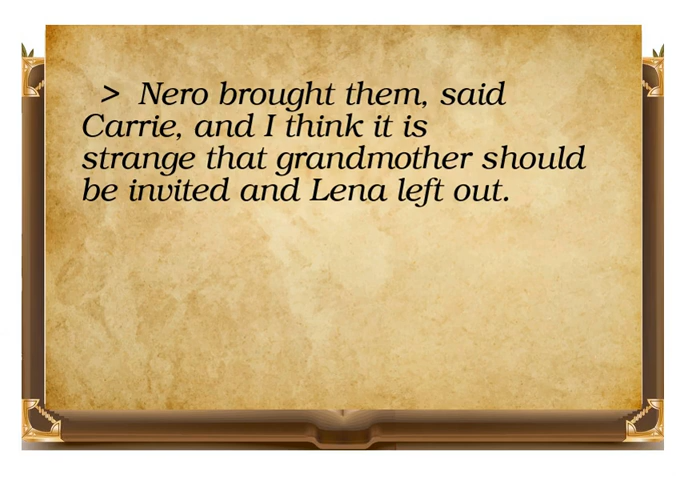 > Nero brought them, said
Carrie, and I think it is
strange that grandmother should
be invited and Lena left out.